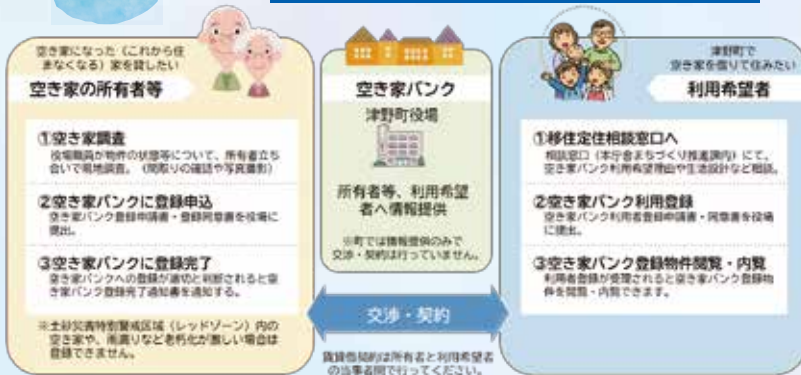 空き家になった（これから住
まなくなる）家を貸したい
空き家の所有者等
①空き家調査
役場職員が物件の状態等について、所有者立ち
合いで現地調査。（間取りの確認や写真撮影）
②空き家バンクに登録申込
空き家バンク登録申請書・登録同意書を役場に
提出。
③空き家バンクに登録完了
空き家バンクへの登録が適切と判断されると空
き家バンク登録完了通知書を通知する。
※土砂災害特別警戒区域（レッドゾーン）内の
空き家や、雨漏りなど老朽化が激しい場合は
登録できません。
空き家バンク
津野町役場
所有者等、利用希望
者へ情報提供
※町では情報提供のみで
交渉・契約は行っていません。
交渉・契約
賃貸借契約は所有者と利用希望者
の当事者間で行ってください。
津野町で
空き家を借りて住みたい
利用希望者
①移住定住相談窓口へ
相談窓口（本庁舎まちづくり推進課内）にて、
空き家バンク利用希望理由や生活設計など相談。
②空き家バンク利用登録
空き家バンク利用者登録申請書・同意書を役場
に提出。
③空き家バンク登録物件閲覧・内覧
利用者登録が受理されると空き家バンク登録物
件を閲覧・内覧できます。